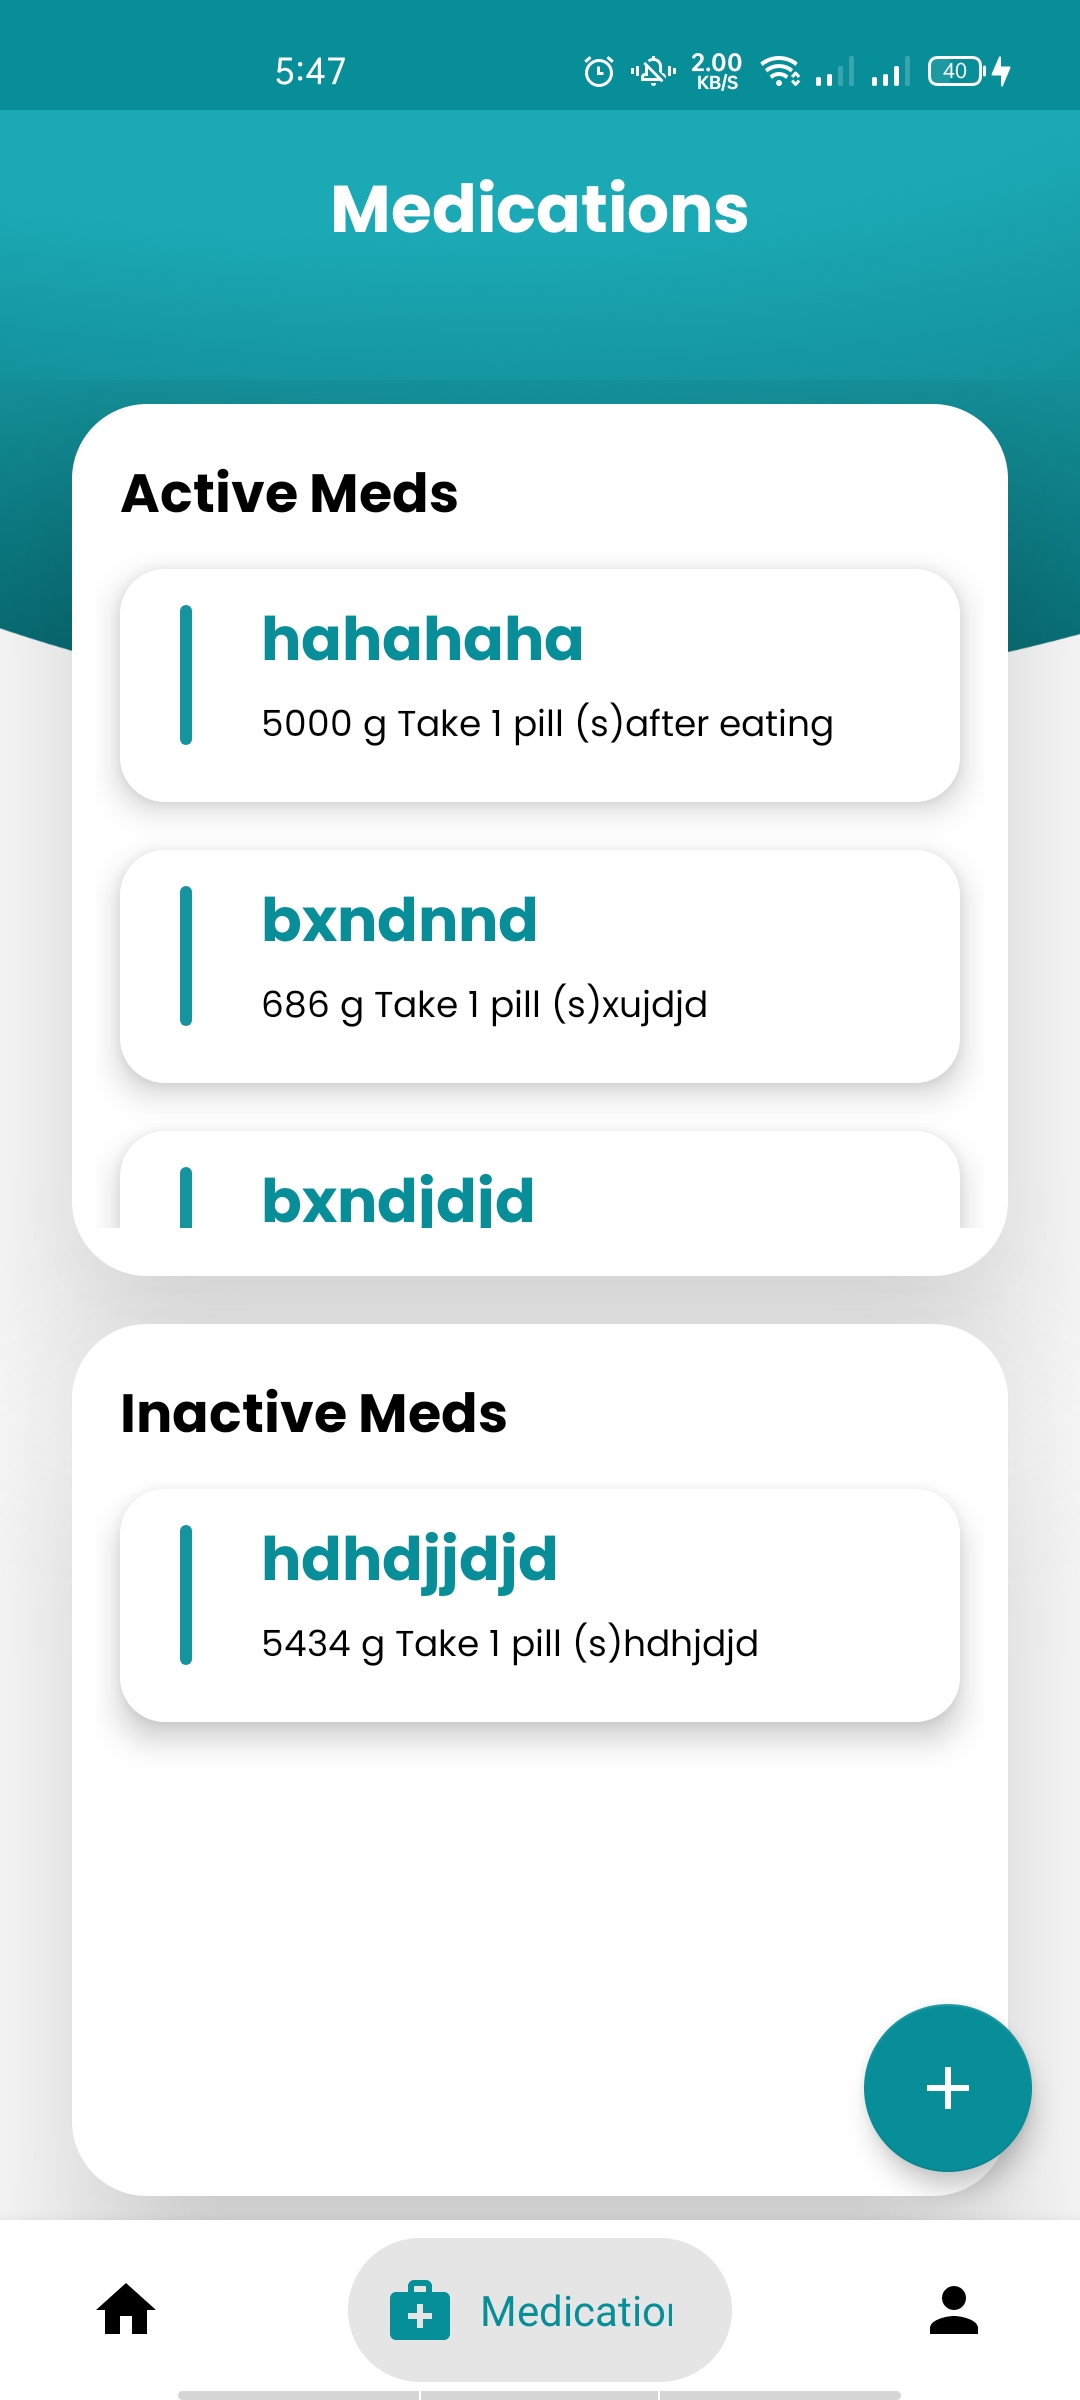 5:47
2.00
KB/S
40
Medications
Active Meds
hahahaha
5000 g Take 1 pill (s)after eating
bxndnnd
686 g Take 1 pill (s)xujdjd
bxndjdjd
Inactive Meds
hdhdjjdjd
5434 g Take 1 pill (s)hdhjdjd
Medication